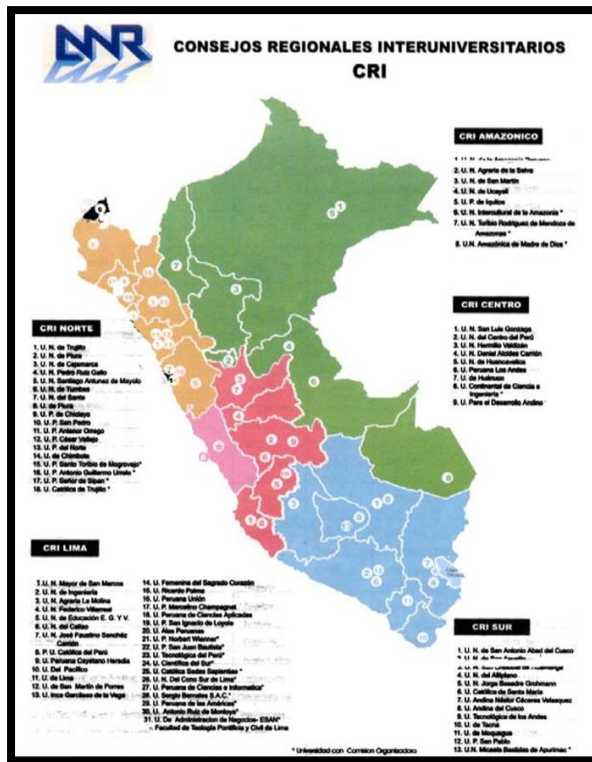 CONSEJOS REGIONALES INTERUNIVERSITARIOS
CRI
CRI AMAZONICO
2. U. N. Agraria de la Selva
3. U. N. de San Martín
4. U. N. de Ucayali
5. U. P. de Iquitos
6. U. N. Intercultural de la Amazonia *
7. U. N. Toribio Rodriguez de Mendoza de
Amazonas *
8. U.N. Amazónica de Madre de Dios *
CRI CENTRO
1. U. N. San Luis Gonzaga
2. U. N. del Centro del Perú
3. U. N. Hermilio Valdizán
4. U. N. Daniel Alcides Carrión
5. U. N. de Huancavelica
6. U. Peruana Los Andes
7. U. de Huánuco
8. U. Continental de Ciencia e
Ingeniería *
9. U. Para el Desarrollo Andino *
CRI NORTE
1. U. N. de Trujillo
2. U. N. de Piura
3. U. N. de Cajamarca
4. U. N. Pedro Ruiz Gallo
5. U. N. Santiago Antunez de Mayolo
6. U. N. de Tumbes
7. U. N. del Santa
8. U. de Piura
9. U. P. de Chiclayo
10. U. P. San Pedro
11. U. P. Antenor Orrego
12. U. P. César Vallejo
13. U. P. del Norte
14. U. de Chimbote
15. U. P. Santo Toribio de Mogrovejo*
16. U. P. Antonio Guillermo Urrelo *
17. U. P. Señor de Sipan *
18. U. Católica de Trujillo *
CRI LIMA
1. U. N. Mayor de San Marcos
2. U. N. de Ingeniería
3. U. N. Agraria La Molina
4. U. N. Federico Villarreal
5. U. N. de Educación E. G. Y V.
6. U. N. del Callao
7. U. N. José Faustino Sanchéz
Carrión
8. P. U. Católica del Perú
9. U. Peruana Cayetano Heredia
10. U. Del Pacífico
11. U. de Lima
12. U. de San Martin de Porres
13. U. Inca Garcilaso de la Vega
14. U. Femenina del Sagrado Corazón
15. U. Ricardo Palma
16. U. Peruana Unión
17. U. P. Marcelino Champagnat
18. U. Peruana de Ciencias Aplicadas
19. U. P. San Ignacio de Loyola
20. U. Alas Peruanas
21. U. P. Norbert Wienner*
22. U. P. San Juan Bautista*
23. U. Tecnológica del Perú*
24. U. Científica del Sur*
25. U. Católica Sedes Sapientiae *
26. U. N. Del Cono Sur de Lima*
27. U. Peruana de Ciencias e Informatica*
28. U. Sergio Bernales S.A.C.*
29. U. Peruana de las Américas*
30. U. Antonio Ruiz de Montoya*
31. U. De Administracion de Negocios- ESAN*
Facultad de Teología Pontificia y Civil de Lima
CRI SUR
1. U. N. de San Antonio Abad del Cusco
4. U. N. del Altiplano
5. U. N. Jorge Basadre Grohmann
6. U. Católica de Santa María
7. U. Andina Néstor Cáceres Velasquez
8. U. Andina del Cusco
9. U. Tecnológica de los Andes
10. U. de Tacna
11. U. de Moquegua
12. U. P. San Pablo
13. U.N. Micaela Bastidas de Apurimac *
* Universidad con Comision Organizadora